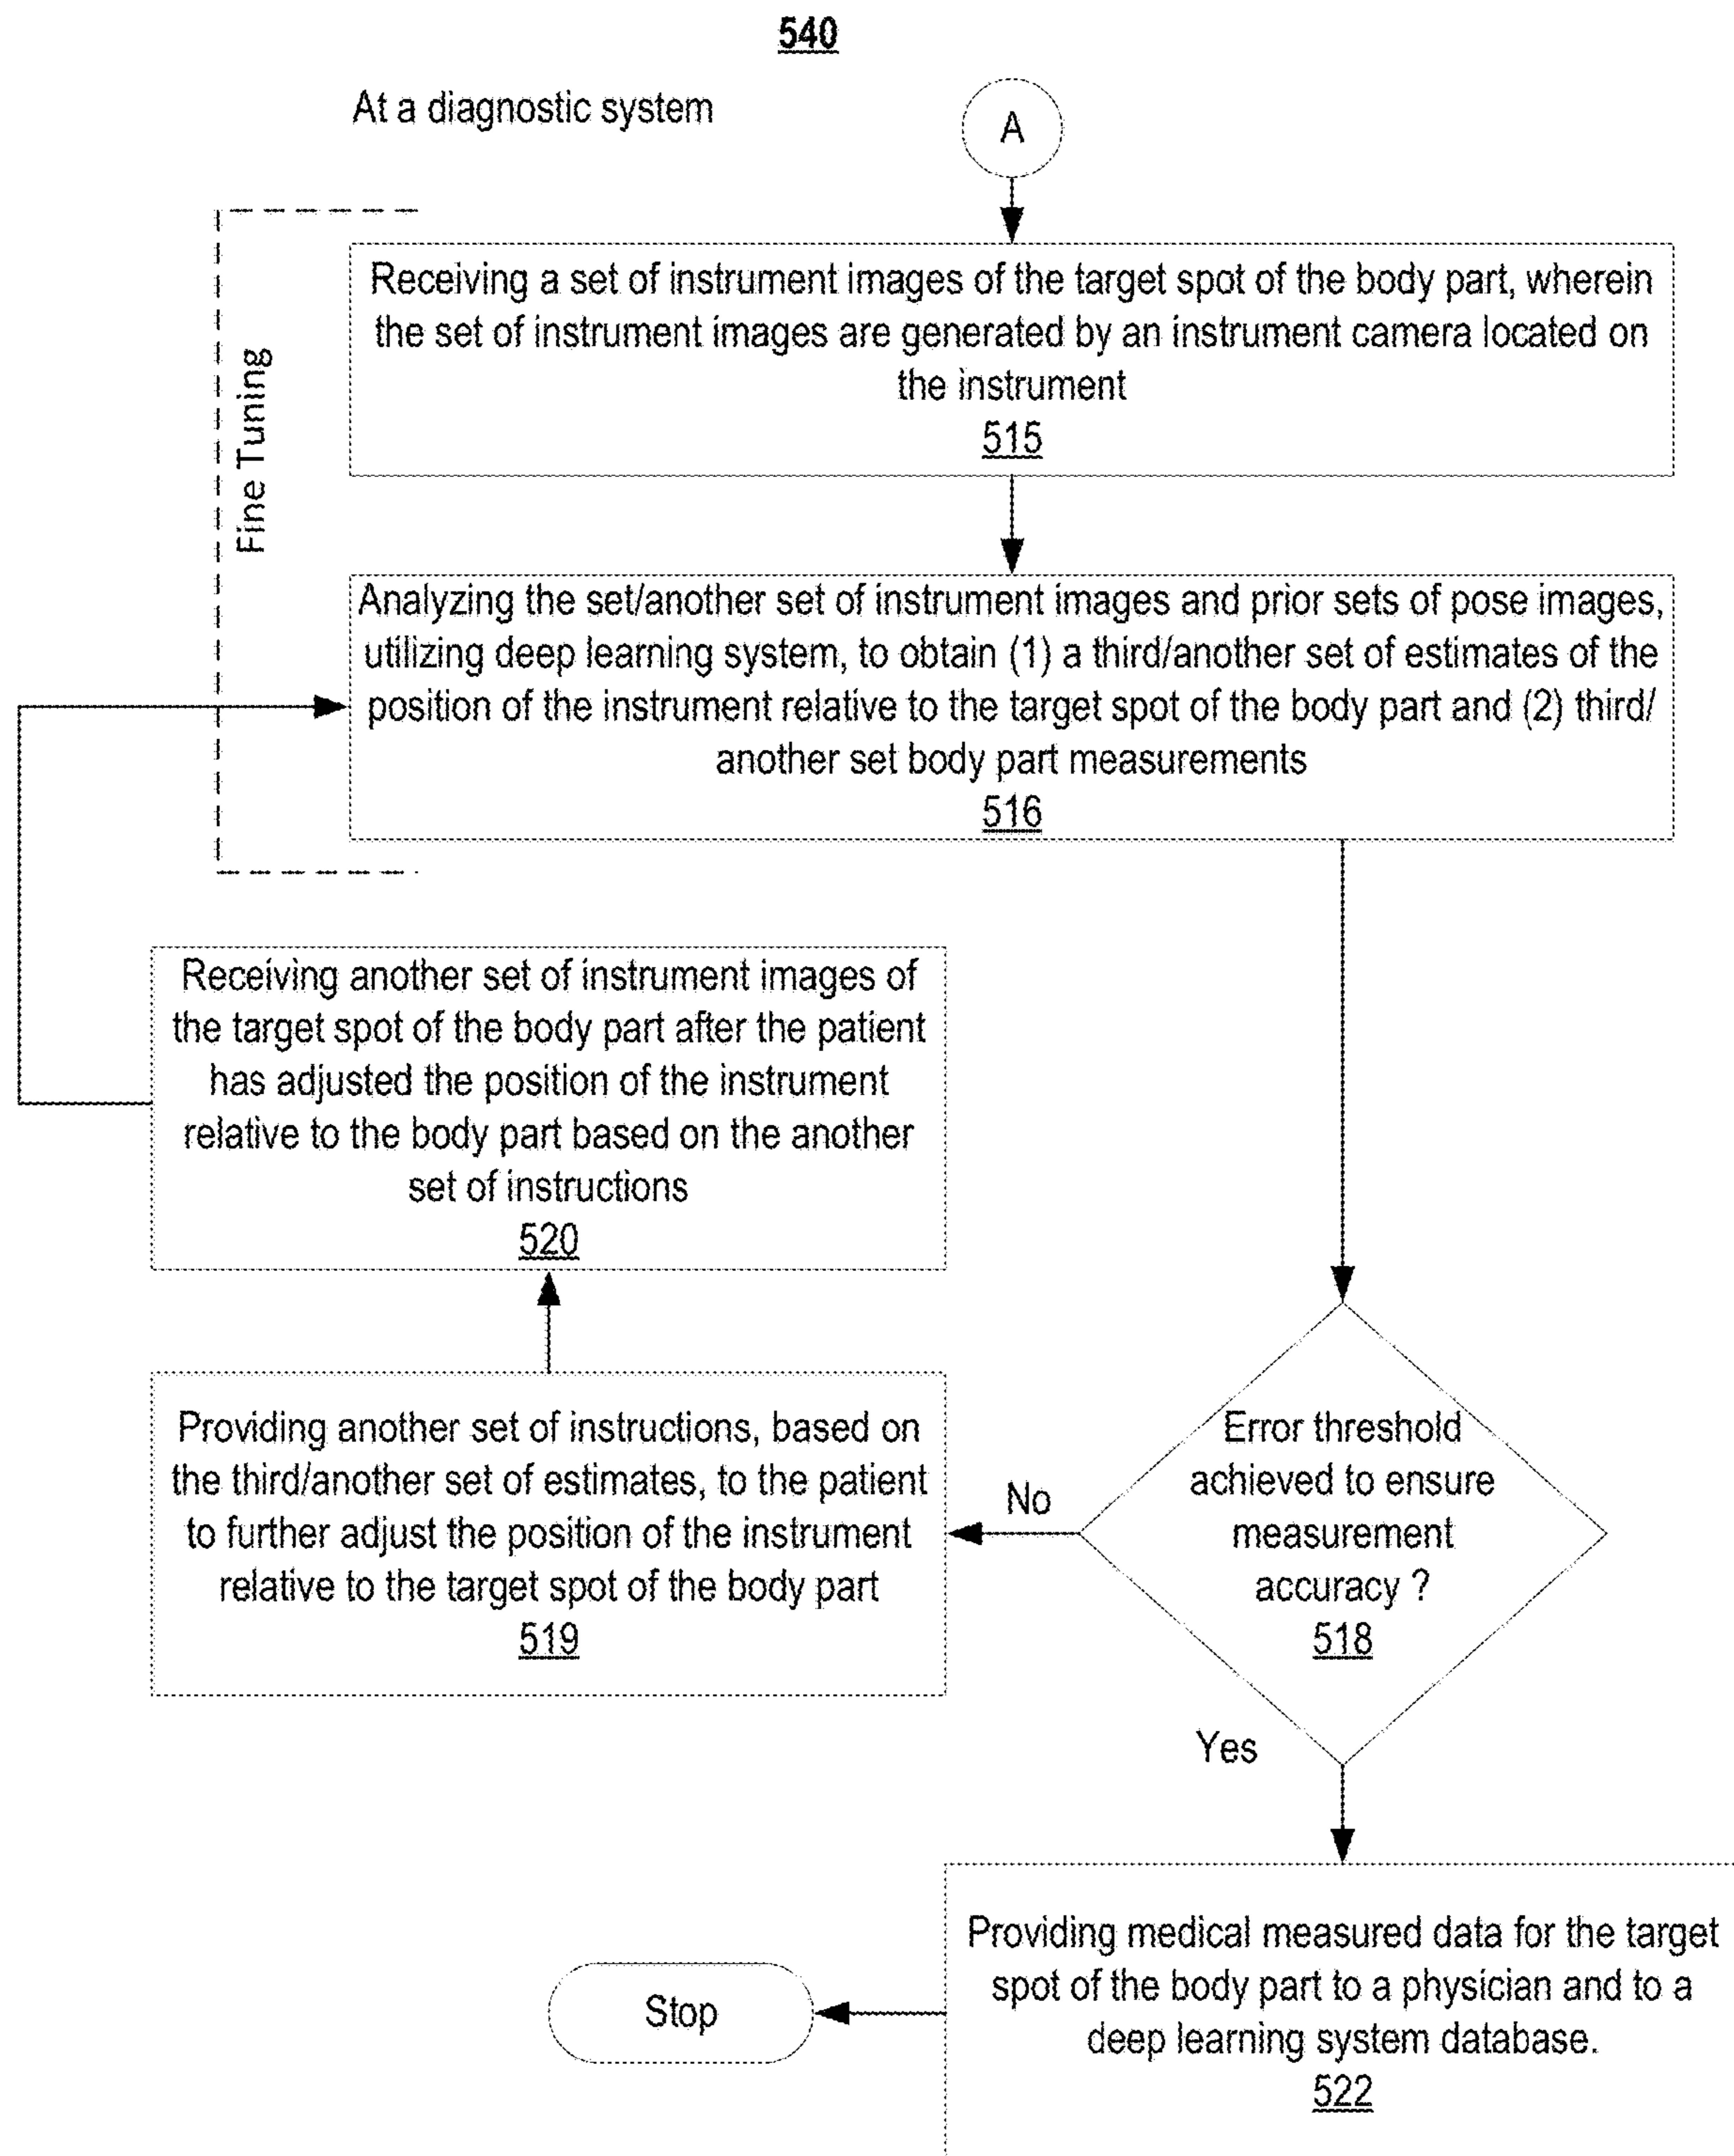 540
At a diagnostic system
A
Fine Tuning
Receiving a set of instrument images of the target spot of the body part, wherein
the set of instrument images are generated by an instrument camera located on
the instrument
515
Analyzing the set/another set of instrument images and prior sets of pose images,
utilizing deep learning system, to obtain (1) a third/another set of estimates of the
position of the instrument relative to the target spot of the body part and (2) third/
another set body part measurements
516
Receiving another set of instrument images of
the target spot of the body part after the patient
has adjusted the position of the instrument
relative to the body part based on the another
set of instructions
520
Providing another set of instructions, based on
the third/another set of estimates, to the patient
to further adjust the position of the instrument
relative to the target spot of the body part
519
No
Error threshold
achieved to ensure
measurement
accuracy ?
518
Yes
Providing medical measured data for the target
spot of the body part to a physician and to a
deep learning system database.
522
Stop